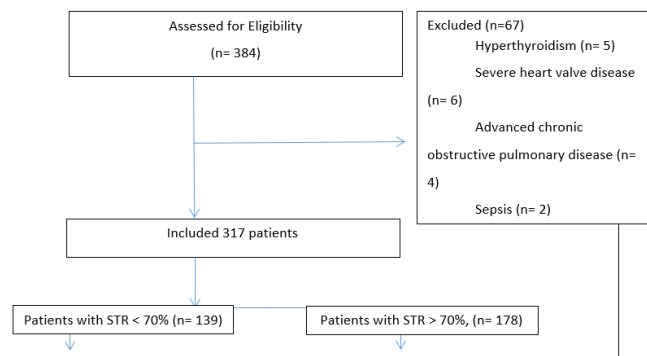 Assessed for Eligibility
(n= 384)
Excluded (n=67)
Hyperthyroidism (n= 5)
Severe heart valve disease
(n= 6)
Advanced chronic
obstructive pulmonary disease (n=
4)
Sepsis (n= 2)
Included 317 patients
Patients with STR < 70% (n= 139)
Patients with STR > 70%, (n= 178)